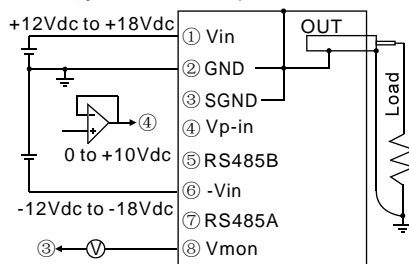 +12Vdc to +18Vdc
① Vin
OUT
② GND
③ SGND
④
④ Vp-in
0 to +10Vdc
Load
⑤ RS485B
⑥ -Vin
-12Vdc to -18Vdc
⑦ RS485A
③ V
⑧ Vmon